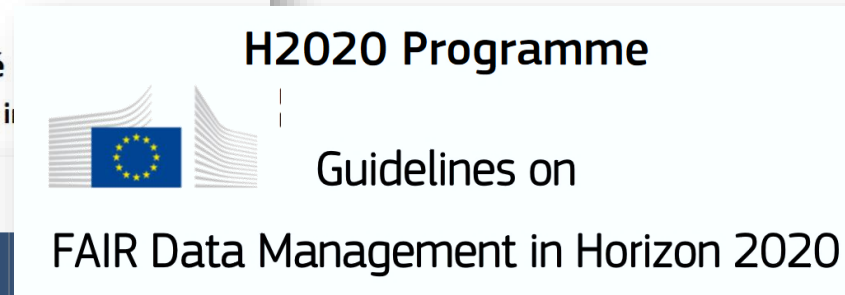 H2020 Programme
Guidelines on
FAIR Data Management in Horizon 2020